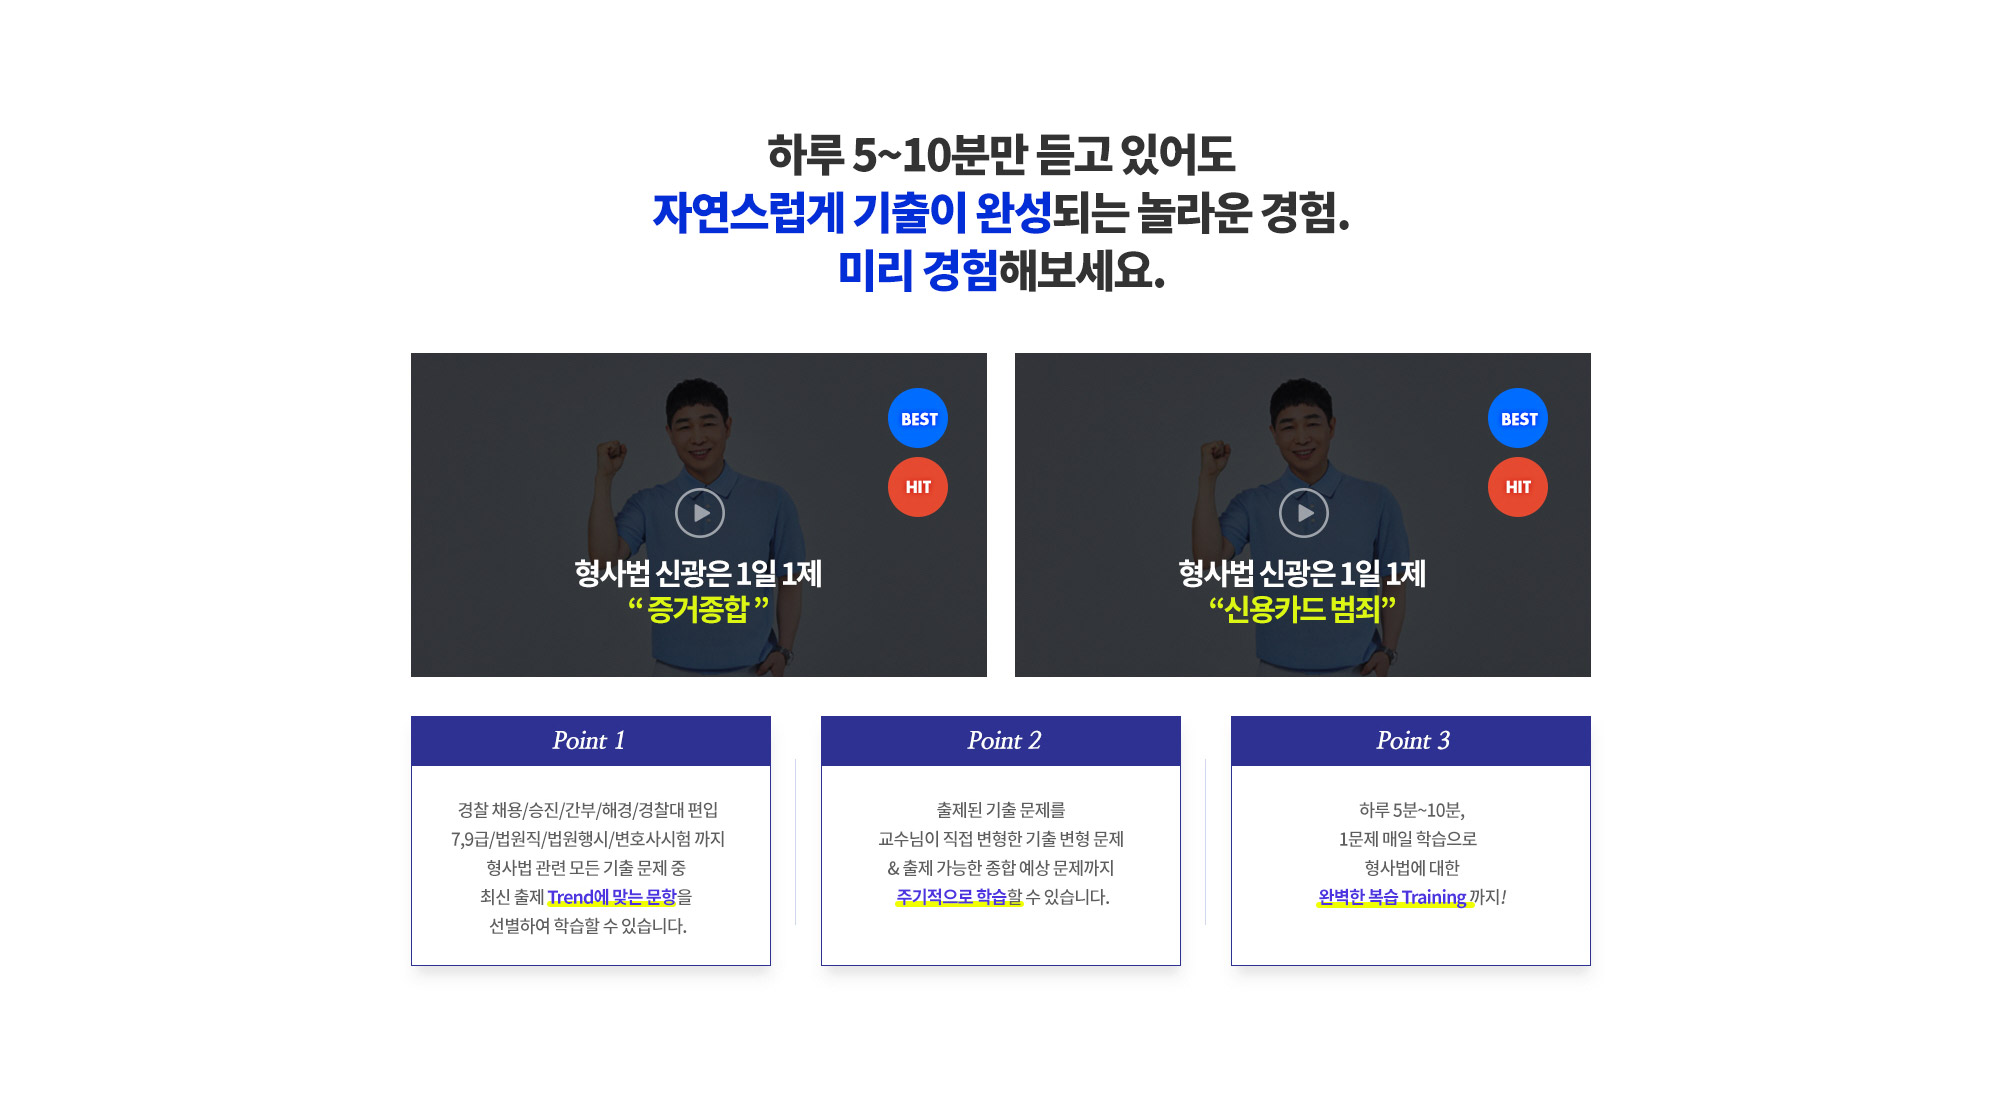 하루 5~10분만 듣고 있어도
자연스럽게 기출이 완성되는 놀라운 경험.
미리 경험해보세요.
BEST
HIT
형사법 신광은 1일 1제
“ 증거종합 ”
BEST
HIT
형사법 신광은 1일 1제
“신용카드 범죄”
Point 1
경찰 채용/승진/간부/해경/경찰대 편입
7,9급/법원직/법원행시/변호사시험 까지
형사법 관련 모든 기출 문제 중
최신 출제 Trend에 맞는 문항을
선별하여 학습할 수 있습니다.
Point 2
출제된 기출 문제를
교수님이 직접 변형한 기출 변형 문제
& 출제 가능한 종합 예상 문제까지
주기적으로 학습할 수 있습니다.
Point 3
하루 5분~10분,
1문제 매일 학습으로
형사법에 대한
완벽한 복습 Training 까지!